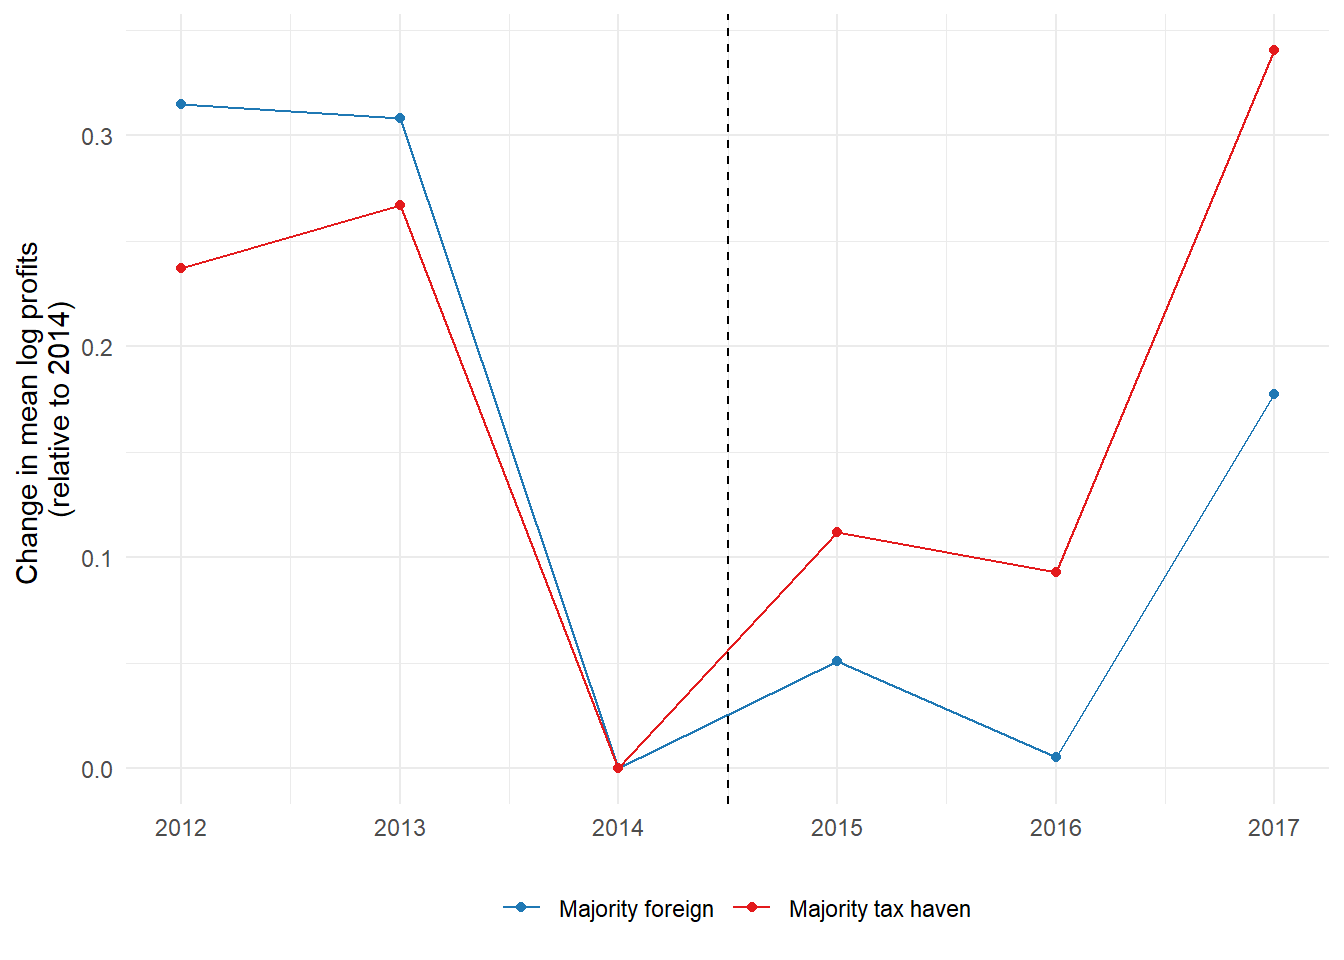 Change in mean log profits
(relative to 2014)
0.3
0.2
0.1
0.0
2012 2013 2014 2015 2016 2017
Majority foreign Majority tax haven